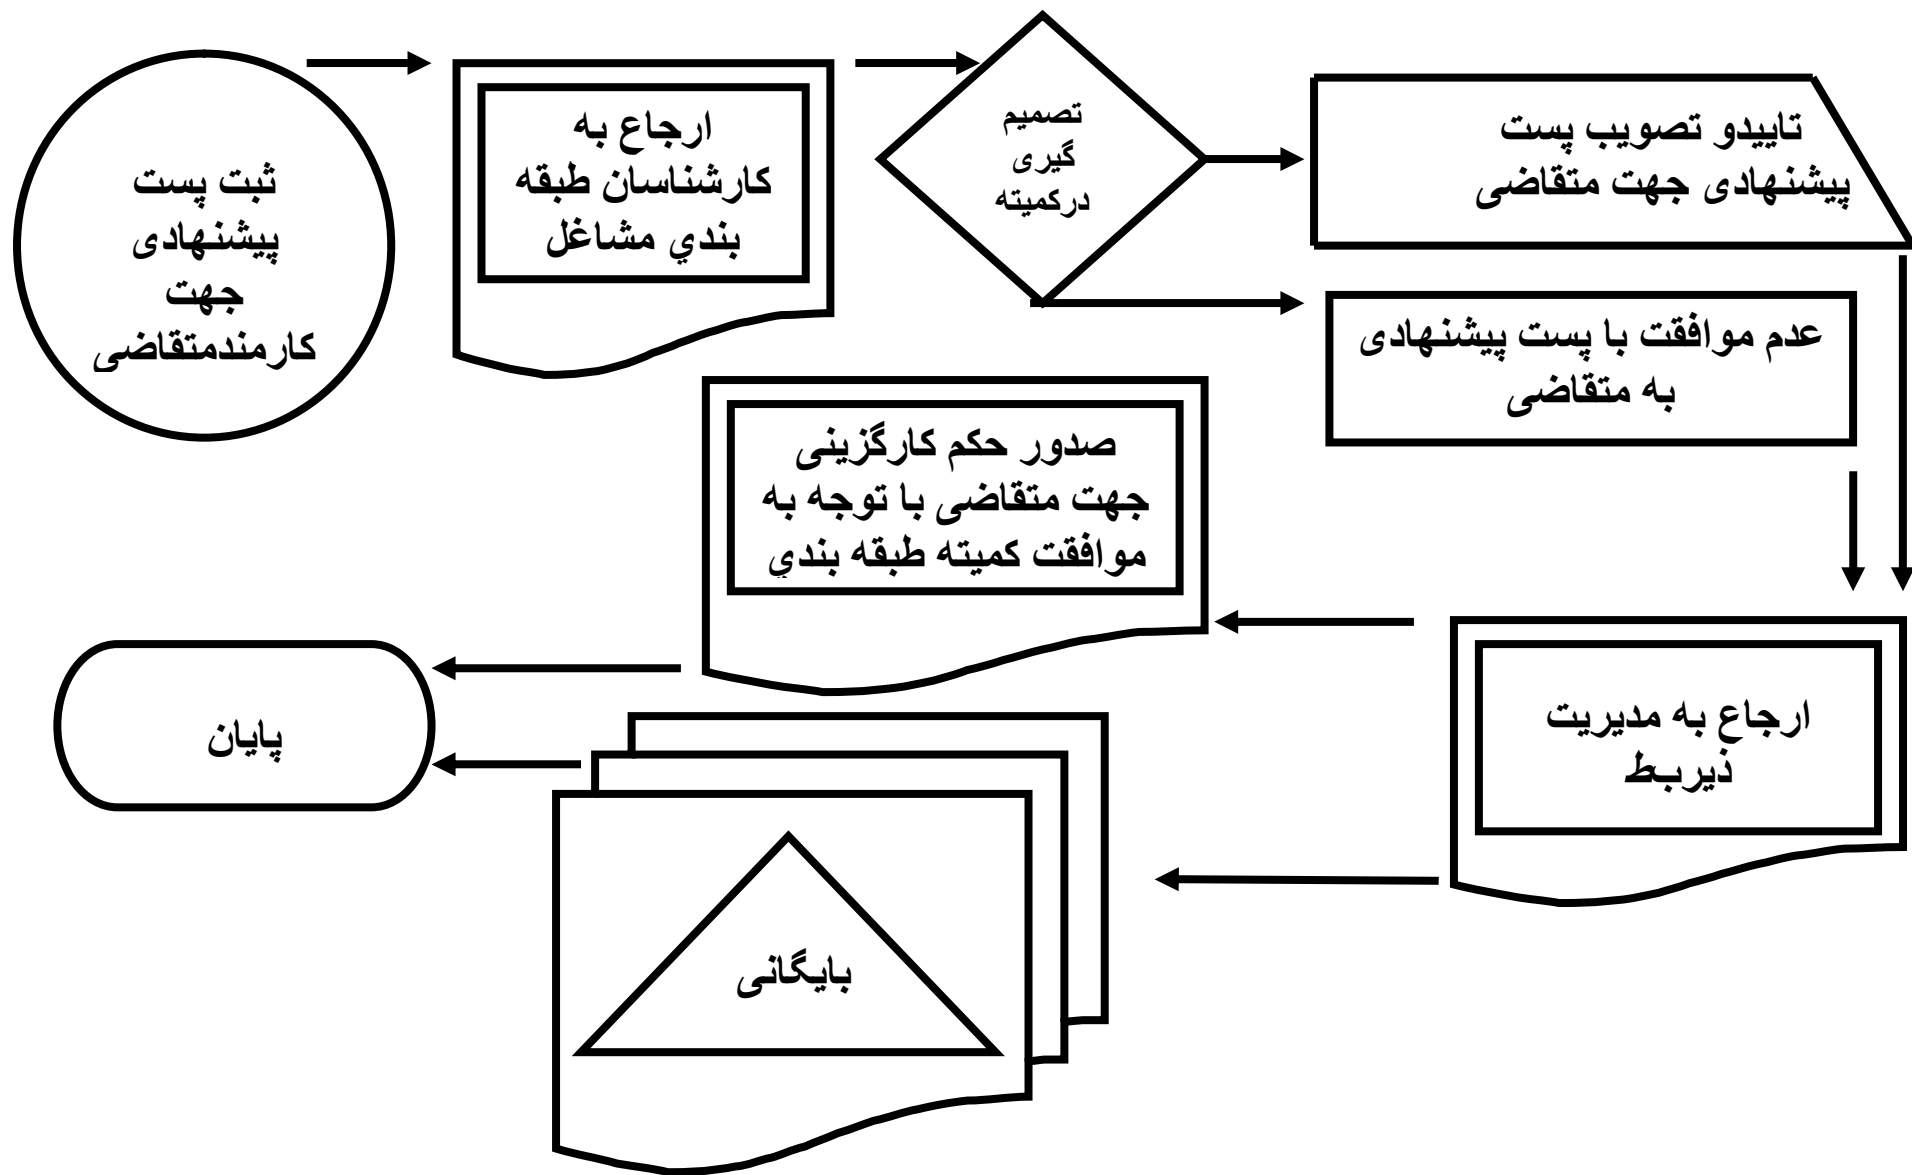 ثبت پست
پیشنهادی
جهت
کارمندمتقاضی
ارجاع به
کارشناسان طبقه
بندي مشاغل
تصمیم
گیری
درکمیته
تاییدو تصویب پست
پیشنهادی جهت متقاضی
عدم موافقت با پست پیشنهادی
به متقاضی
صدور حکم کارگزینی
جهت متقاضی با توجه به
موافقت کمیته طبقه بندي
ارجاع به مدیریت
ذیربط
پایان
بایگانی